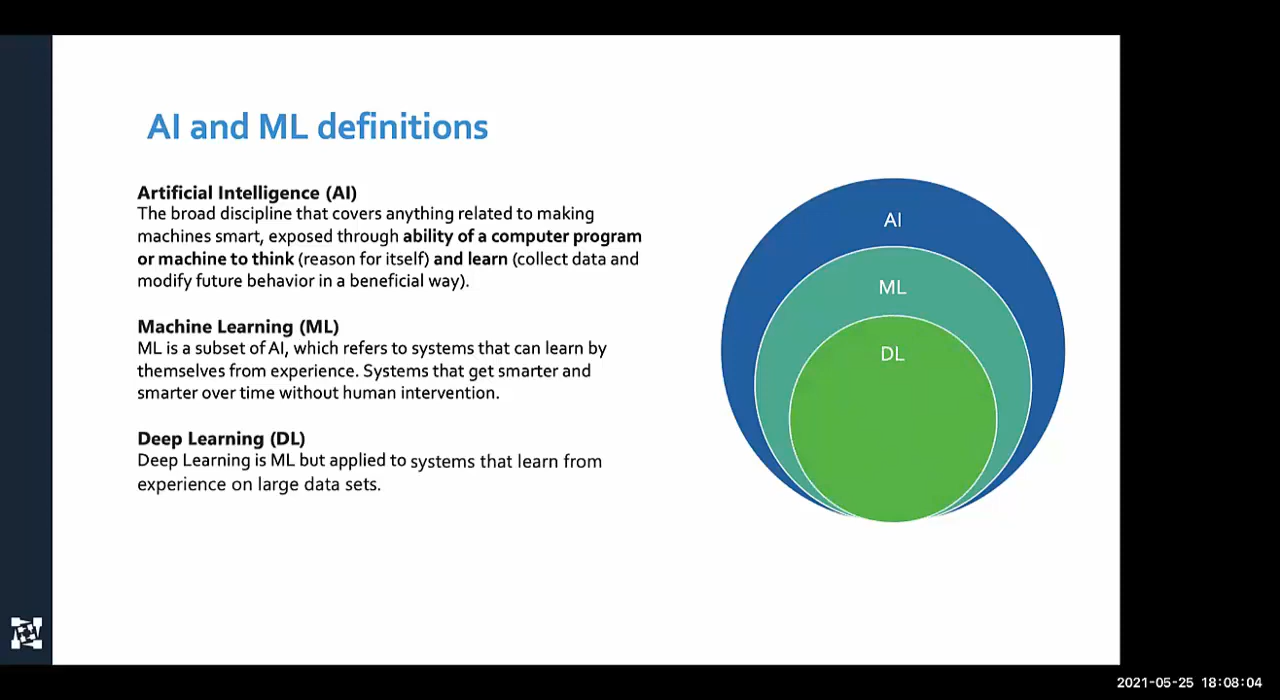 AI and ML definitions
Artificial Intelligence (AI)
The broad discipline that covers anything related to making
machines smart, exposed through ability of a computer program
or machine to think (reason for itself) and learn (collect data and
modify future behavior in a beneficial way).
Machine Learning (ML)
ML is a subset of AI, which refers to systems that can learn by
themselves from experience. Systems that get smarter and
smarter over time without human intervention.
Deep Learning (DL)
Deep Learning is ML but applied to systems that learn from
experience on large data sets.
AI
ML
DL
2021-05-25 18:08:04